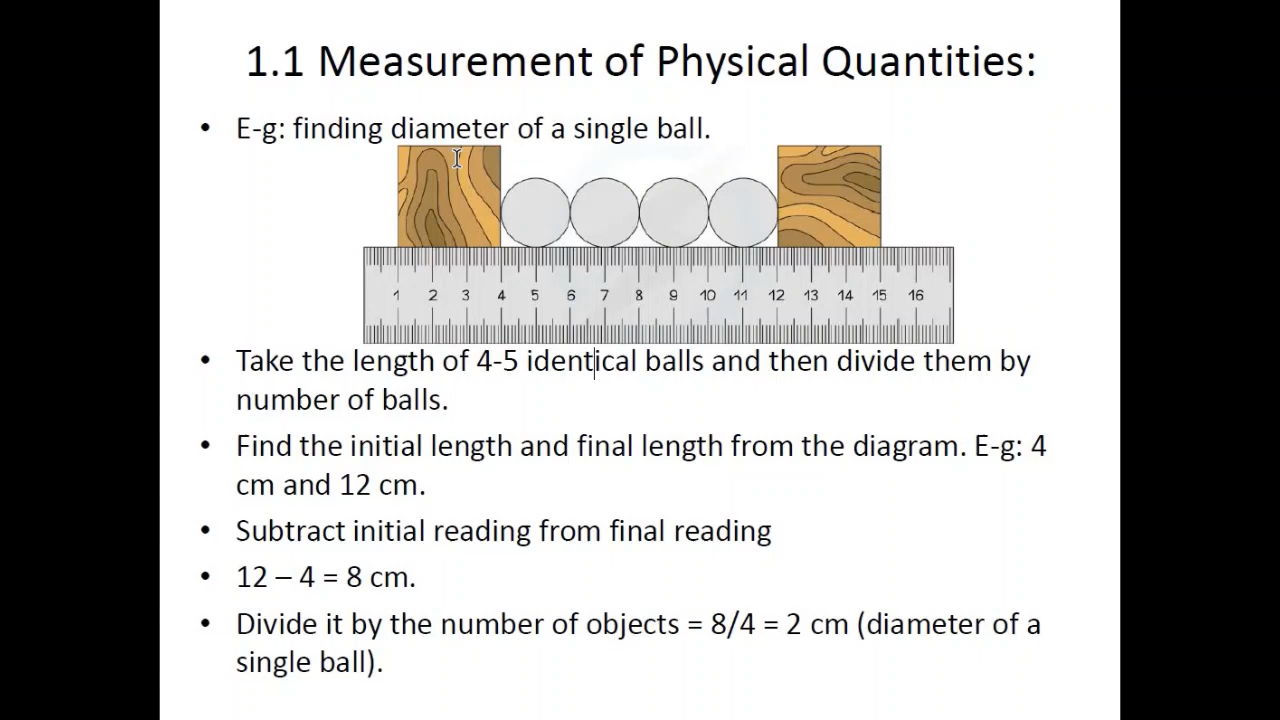 1.1 Measurement of Physical Quantities:
• E-g: finding diameter of a single ball.
1 2 3 4 5 6 7 8 9 10 11 12 13 14 15 16
• Take the length of 4-5 identical balls and then divide them by
number of balls.
• Find the initial length and final length from the diagram. E-g: 4
cm and 12 cm.
• Subtract initial reading from final reading
• 12 – 4 = 8 cm.
• Divide it by the number of objects = 8/4 = 2 cm (diameter of a
single ball).